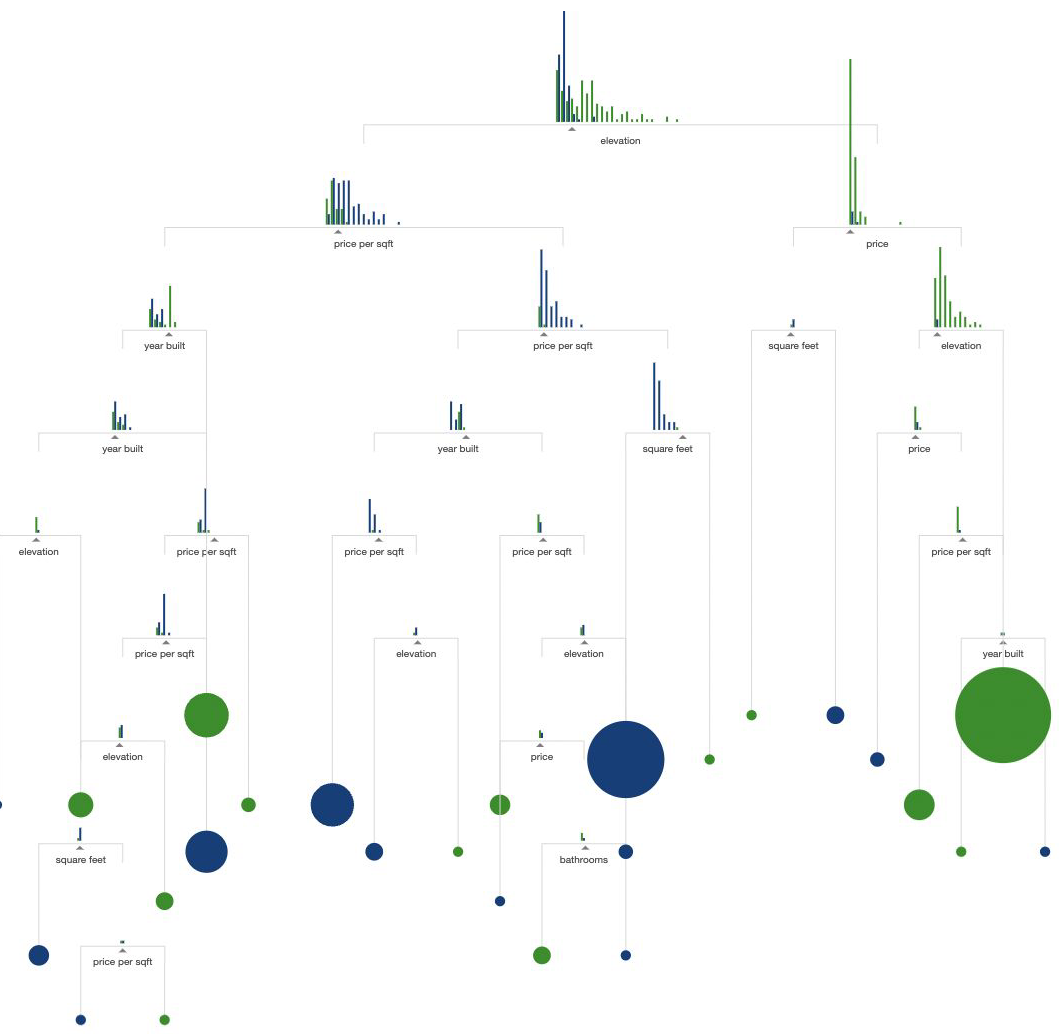 elevation
price per sqft
price
year built
price per sqft
square feet
elevation
year built
year built
square feet
price
elevation
price per sqft
price per sqft
price per sqft
price per sqft
price per sqft
elevation
elevation
year built
elevation
price
square feet
bathrooms
price per sqft